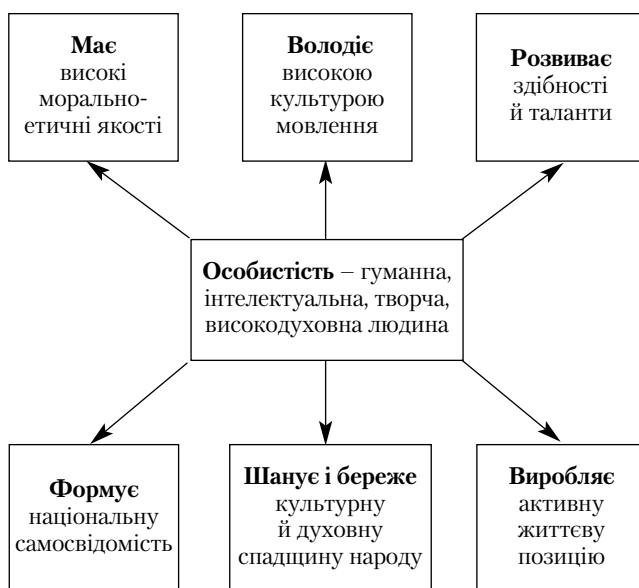 Має
високі
морально-
етичні якості
Володіє
високою
культурою
мовлення
Розвиває
здібності
й таланти
Особистість – гуманна,
інтелектуальна, творча,
високодуховна людина
Формує
національну
самосвідомість
Шанує і береже
культурну
й духовну
спадщину народу
Виробляє
активну
життєву
позицію